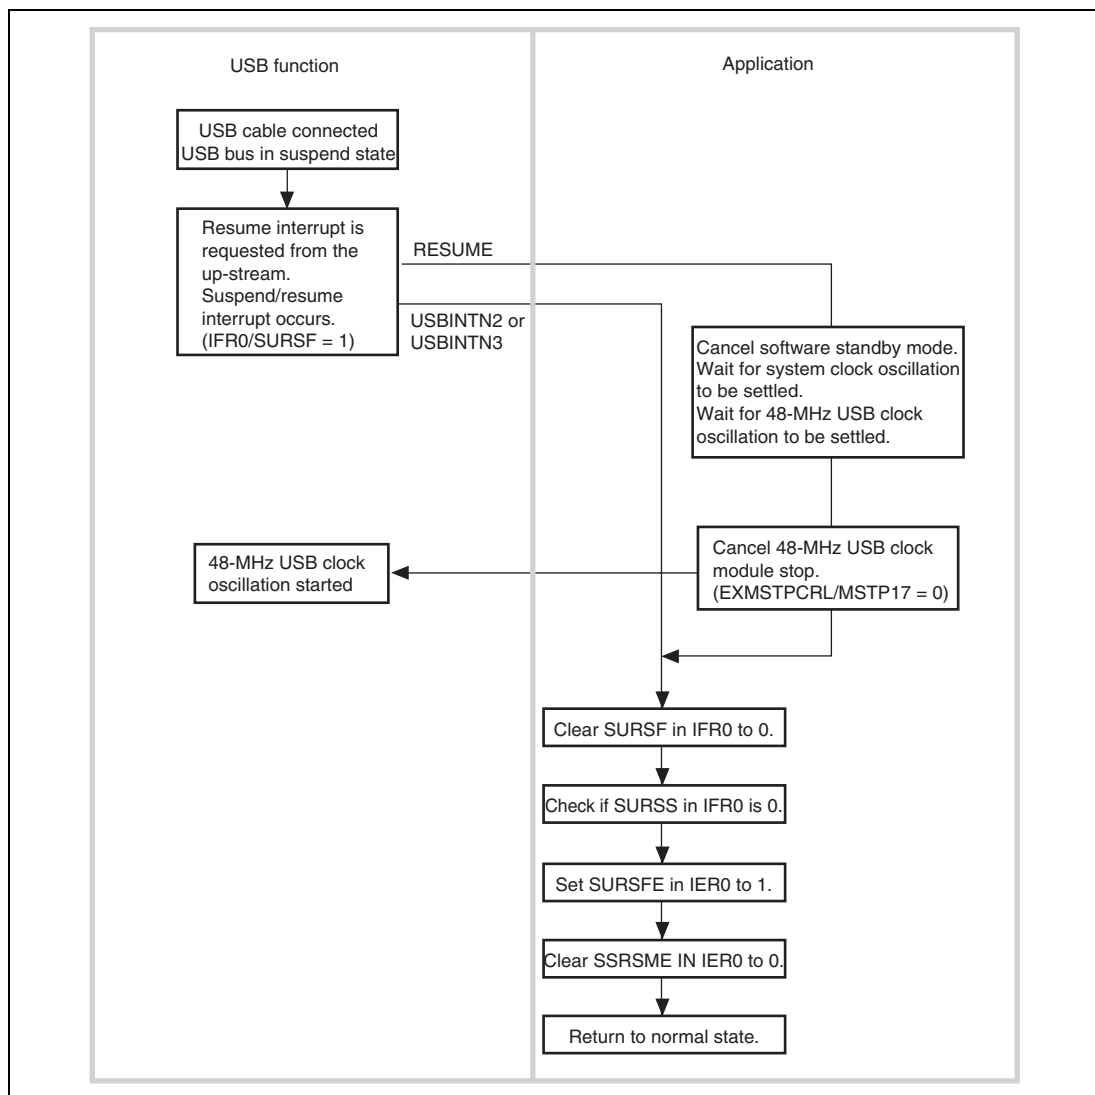 USB function
Application
USB cable connected
USB bus in suspend state
Resume interrupt is
requested from the
up-stream.
Suspend/resume
interrupt occurs.
(IFR0/SURSF = 1)
RESUME
USBINTN2 or
USBINTN3
Cancel software standby mode.
Wait for system clock oscillation
to be settled.
Wait for 48-MHz USB clock
oscillation to be settled.
48-MHz USB clock
oscillation started
Cancel 48-MHz USB clock
module stop.
(EXMSTPCRL/MSTP17 = 0)
Clear SURSF in IFR0 to 0.
Check if SURSS in IFR0 is 0.
Set SURSFE in IER0 to 1.
Clear SSRSME IN IER0 to 0.
Return to normal state.